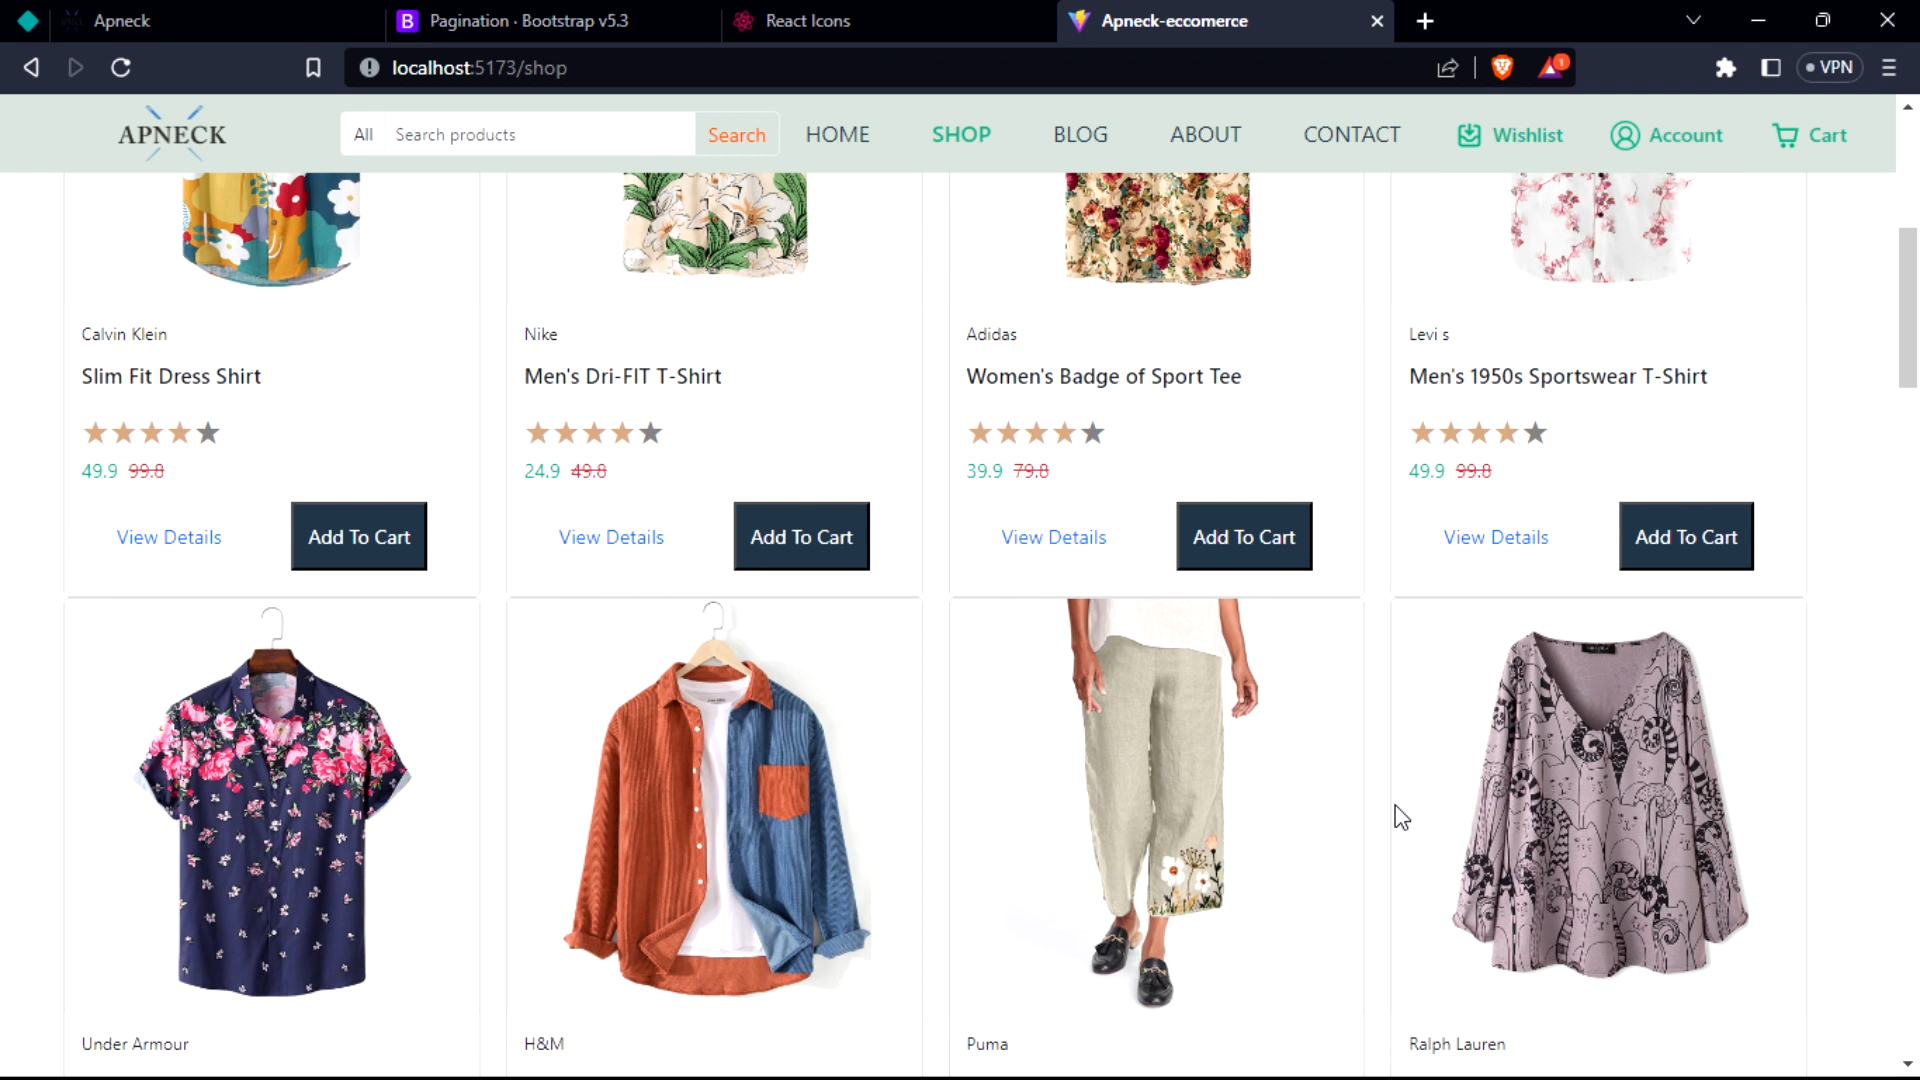 Apneck
Pagination · Bootstrap v5.3
React Icons
Apneck-eccomerce
localhost:5173/shop
1
VPN
APNECK
All
Search products
Search
HOME
SHOP
BLOG
ABOUT
CONTACT
Wishlist
Account
Cart
Calvin Klein
Slim Fit Dress Shirt
49.9 99.8
View Details
Add To Cart
Nike
Men's Dri-FIT T-Shirt
24.9 49.8
View Details
Add To Cart
Adidas
Women's Badge of Sport Tee
39.9 79.8
View Details
Add To Cart
Levi s
Men's 1950s Sportswear T-Shirt
49.9 99.8
View Details
Add To Cart
Under Armour
H&M
Puma
Ralph Lauren